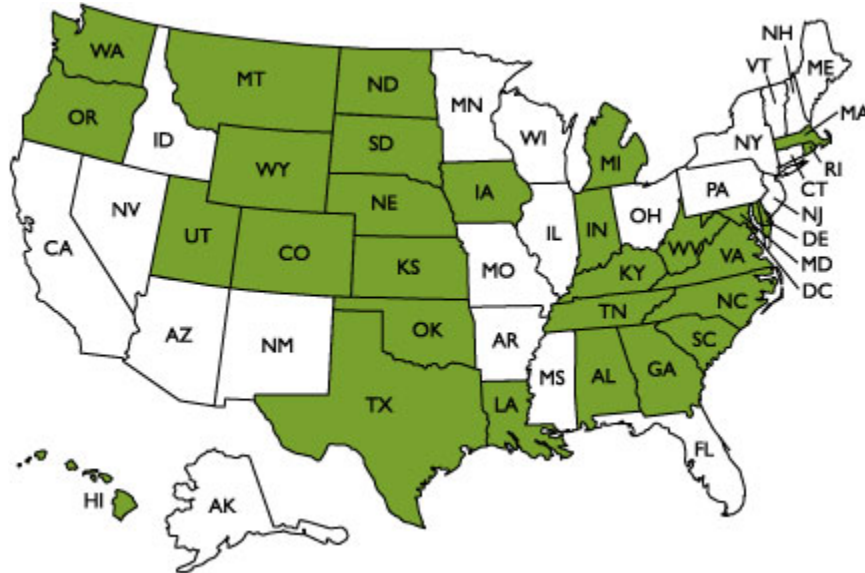 WA
MT
ND
MN
OR
ID
SD
WI
WY
MI
NH
VT
ME
MA
NY
RI
CT
NJ
PA
DE
MD
DC
IA
NE
NV
UT
CO
CA
IL
IN
OH
WV
VA
KS
MO
KY
AZ
NM
OK
AR
TN
NC
SC
TX
LA
MS
AL
GA
FL
HI
AK